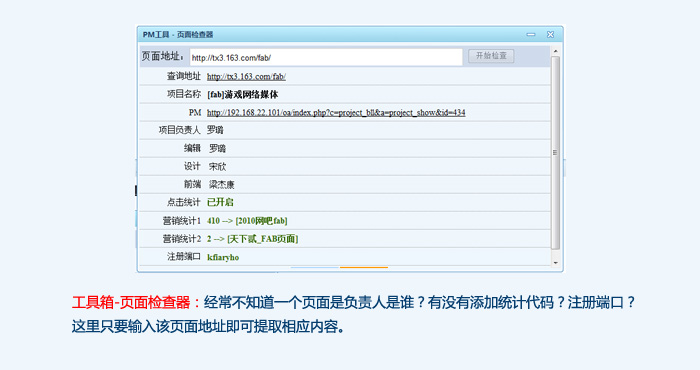 PM工具 - 页面检查器
页面地址： http://tx3.163.com/fab/ 开始检查
查询地址 http://tx3.163.com/fab/
项目名称 [fab]游戏网络媒体
PM http://192.168.22.101/oa/index.php?c=project_bll&a=project_show&id=434
项目负责人 罗璐
编辑 罗璐
设计 宋欣
前端 梁杰康
点击统计 已开启
营销统计1 410 --> [2010网吧fab]
营销统计2 2 --> [天下贰_FAB页面]
注册端口 kfiaryho
工具箱-页面检查器：经常不知道一个页面是负责人是谁？有没有添加统计代码？注册端口？
这里只要输入该页面地址即可提取相应内容。